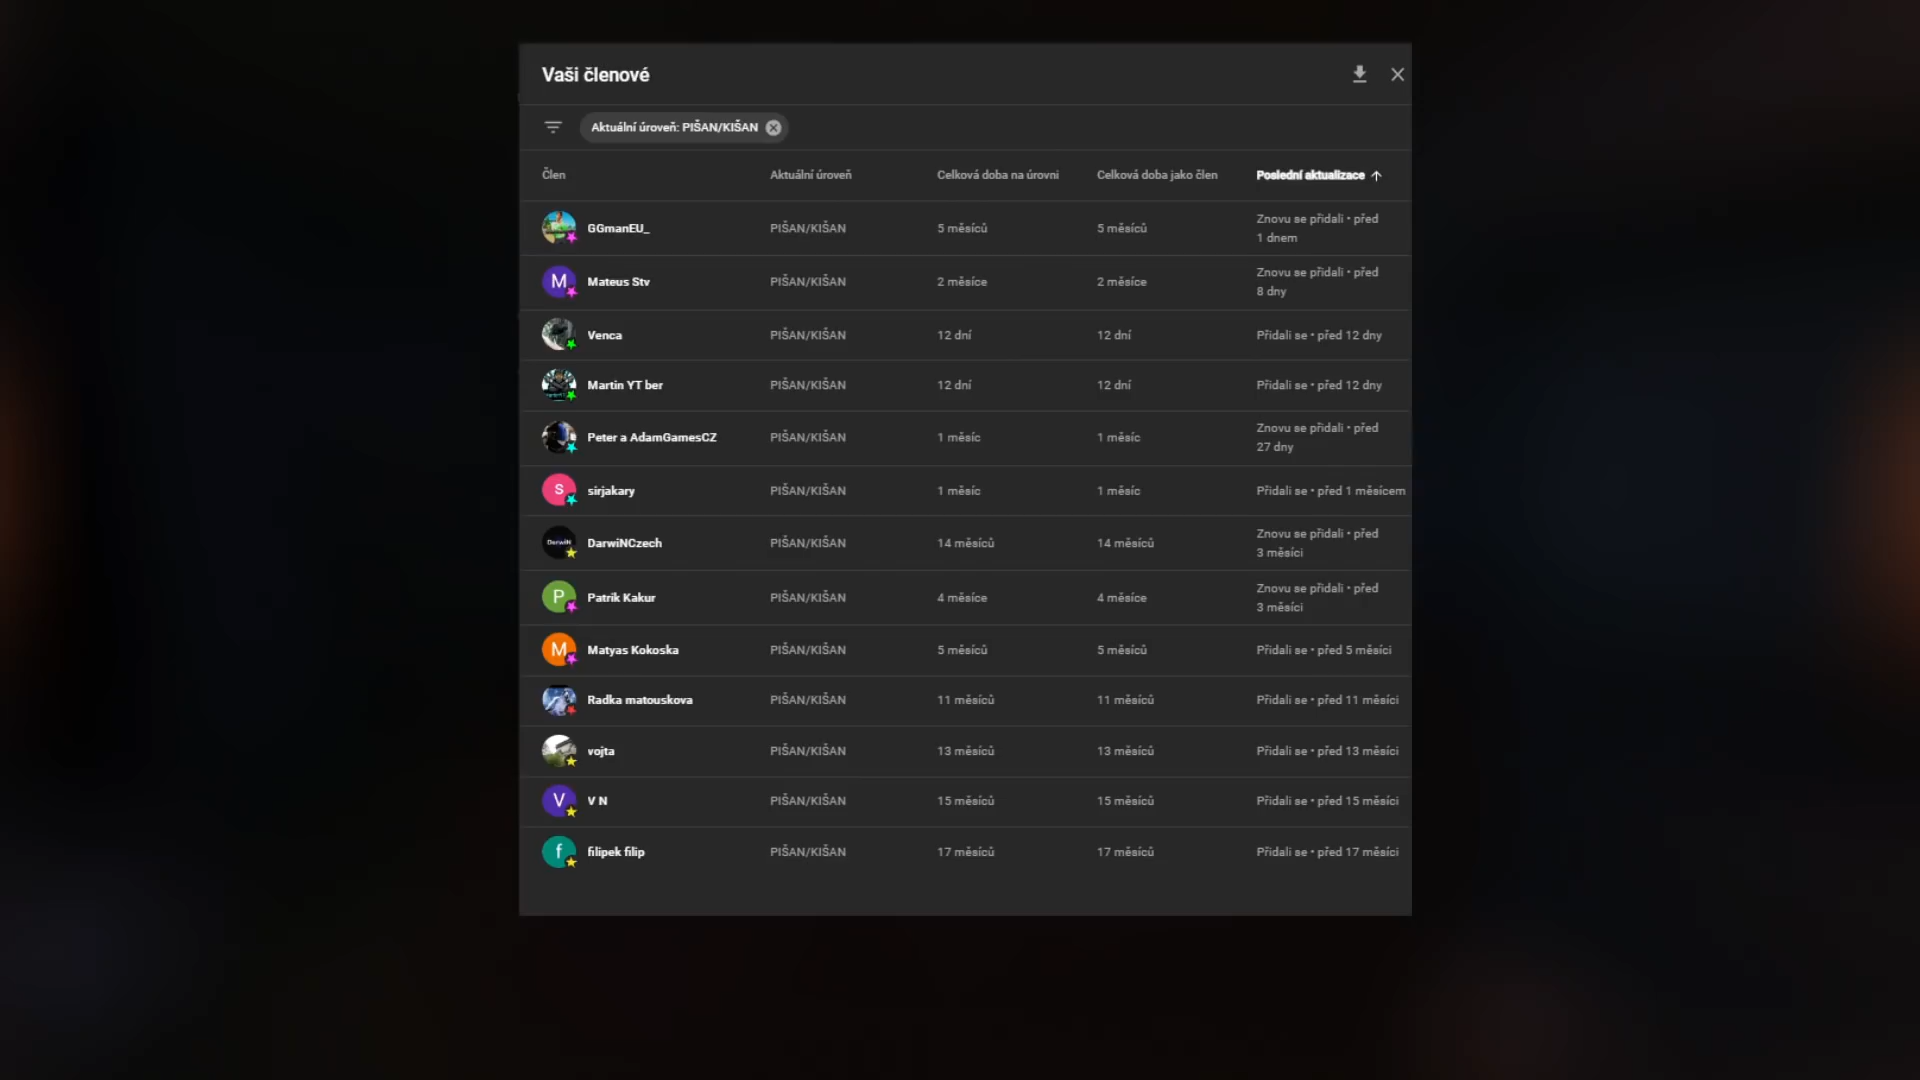 Vaši členové
Aktuální úroveň: PIŠAN/KIŠAN
Člen Aktuální úroveň Celková doba na úrovni Celková doba jako člen Poslední aktualizace
GGmanEU_ PIŠAN/KIŠAN 5 měsíců 5 měsíců Znovu se přidali • před
1 dnem
M Mateus Stv PIŠAN/KIŠAN 2 měsíce 2 měsíce Znovu se přidali • před
8 dny
Venca PIŠAN/KIŠAN 12 dní 12 dní Přidali se • před 12 dny
Martin YT ber PIŠAN/KIŠAN 12 dní 12 dní Přidali se • před 12 dny
Peter a AdamGamesCZ PIŠAN/KIŠAN 1 měsíc 1 měsíc Znovu se přidali • před
27 dny
S sirjakary PIŠAN/KIŠAN 1 měsíc 1 měsíc Přidali se • před 1 měsícem
DarwiN DarwiNCzech PIŠAN/KIŠAN 14 měsíců 14 měsíců Znovu se přidali • před
3 měsíci
P Patrik Kakur PIŠAN/KIŠAN 4 měsíce 4 měsíce Znovu se přidali • před
3 měsíci
M Matyas Kokoska PIŠAN/KIŠAN 5 měsíců 5 měsíců Přidali se • před 5 měsíci
Radka matouskova PIŠAN/KIŠAN 11 měsíců 11 měsíců Přidali se • před 11 měsíci
vojta PIŠAN/KIŠAN 13 měsíců 13 měsíců Přidali se • před 13 měsíci
V V N PIŠAN/KIŠAN 15 měsíců 15 měsíců Přidali se • před 15 měsíci
f filipek filip PIŠAN/KIŠAN 17 měsíců 17 měsíců Přidali se • před 17 měsíci